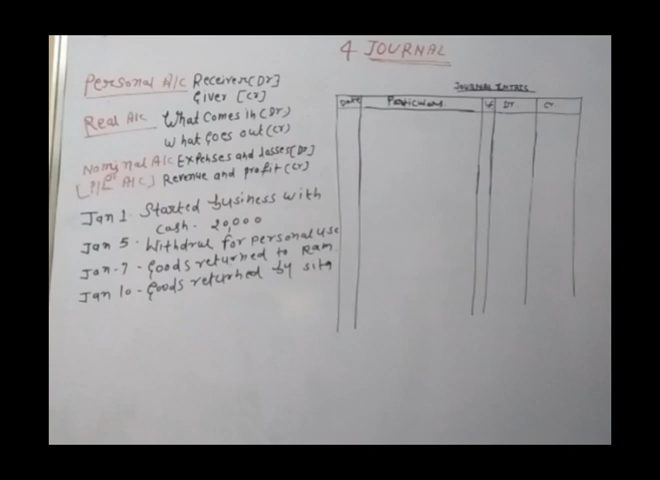 4 JOURNAL
Personal A/C Receiver[Dr]
Giver [Cr]
Real A/c What comes in (Dr)
What Goes out (Cr)
Nominal A/C Expenses and losses[Dr]
or
[P/L A/C] Revenue and profit (Cr)
Jan 1. Started business with
cash - 20,000
Jan 5 - Withdral for personal use
Jan - 7 - Goods returned to Ram
Jan 10 - Goods returned by sita
JOURNAL ENTRIES
Date Particulars LF Dr Cr